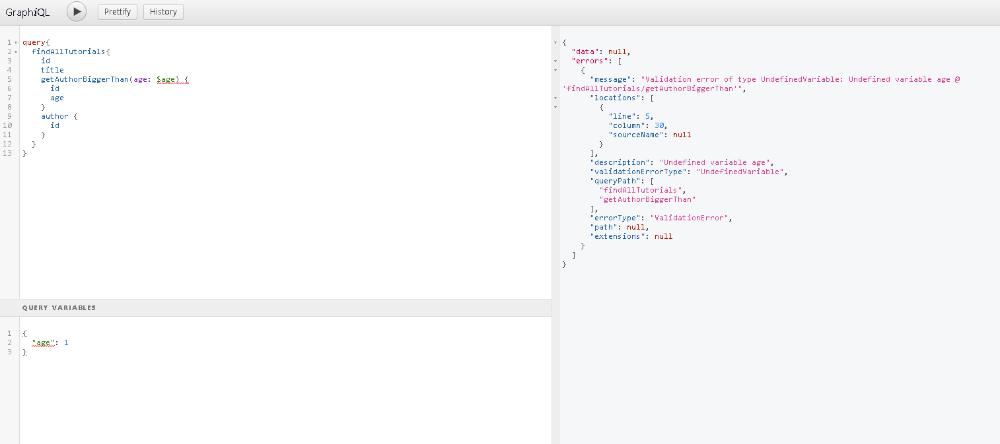 GraphiQL
Prettify
History
1 query{
2 findAllTutorials{
3 id
4 title
5 getAuthorBiggerThan(age: $age) {
6 id
7 age
8 }
9 author {
10 id
11 }
12 }
13 }
QUERY VARIABLES
1 {
2 "age": 1
3 }
{
"data": null,
"errors": [
{
"message": "Validation error of type UndefinedVariable: Undefined variable age @
'findAllTutorials/getAuthorBiggerThan'",
"locations": [
{
"line": 5,
"column": 30,
"sourceName": null
}
],
"description": "Undefined variable age",
"validationErrorType": "UndefinedVariable",
"queryPath": [
"findAllTutorials",
"getAuthorBiggerThan"
],
"errorType": "ValidationError",
"path": null,
"extensions": null
}
]
}